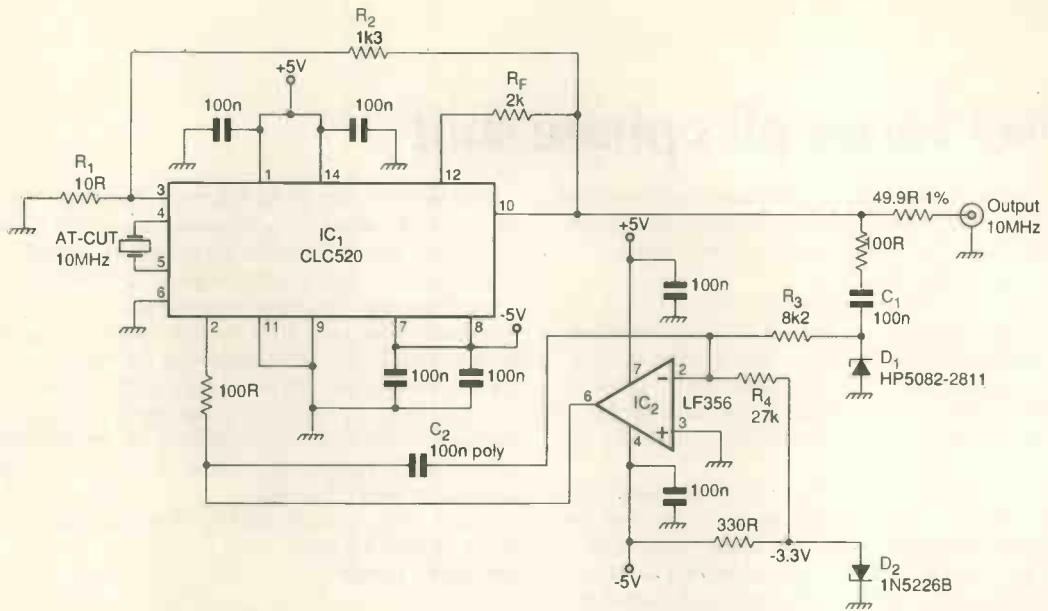 R2
1k3
+5V
RF
2k
100n
100n
R1
10R
1
14
12
3
4
5
6
10
AT-CUT
10MHz
IC1
CLC520
2
11
9
7
8
-5V
100R
100n
100n
C2
100n poly
+5V
100n
7
6
2
3
4
IC2
LF356
R3
8k2
R4
27k
100n
330R
-3.3V
-5V
49.9R 1%
Output
10MHz
100R
C1
100n
D1
HP5082-2811
D2
1N5226B